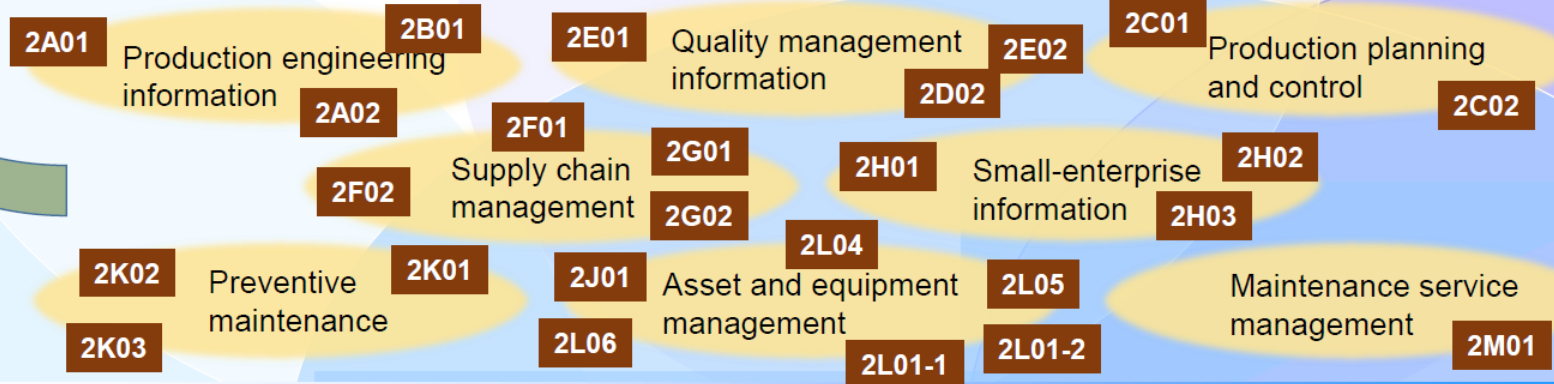 2A01
2B01
Production engineering
information
2A02
2E01
Quality management
information
2E02
2D02
2C01
Production planning
and control
2C02
2F01
2F02
Supply chain
management
2G01
2G02
2H01
Small-enterprise
information
2H02
2H03
2K02
2K01
Preventive
maintenance
2K03
2J01
2L04
Asset and equipment
management
2L05
2L06
2L01-1
2L01-2
Maintenance service
management
2M01